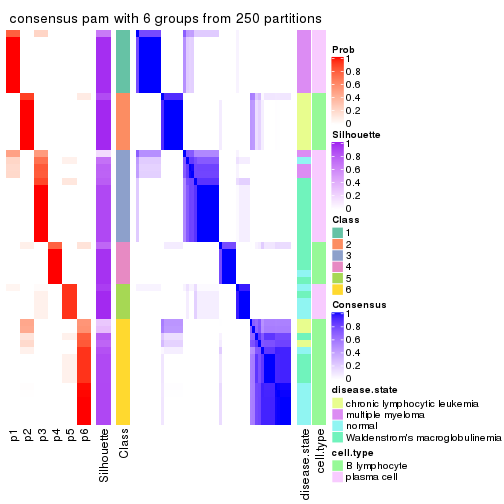 consensus pam with 6 groups from 250 partitions
Prob
1
0.8
0.6
0.4
0.2
0
Silhouette
1
0.8
0.6
0.4
0.2
0
Class
1
2
3
4
5
6
Consensus
1
0.8
0.6
0.4
0.2
0
disease.state
chronic lymphocytic leukemia
multiple myeloma
normal
Waldenstrom's macroglobulinemia
cell.type
B lymphocyte
plasma cell
p1
p2
p3
p4
p5
p6
Silhouette
Class
disease.state
cell.type